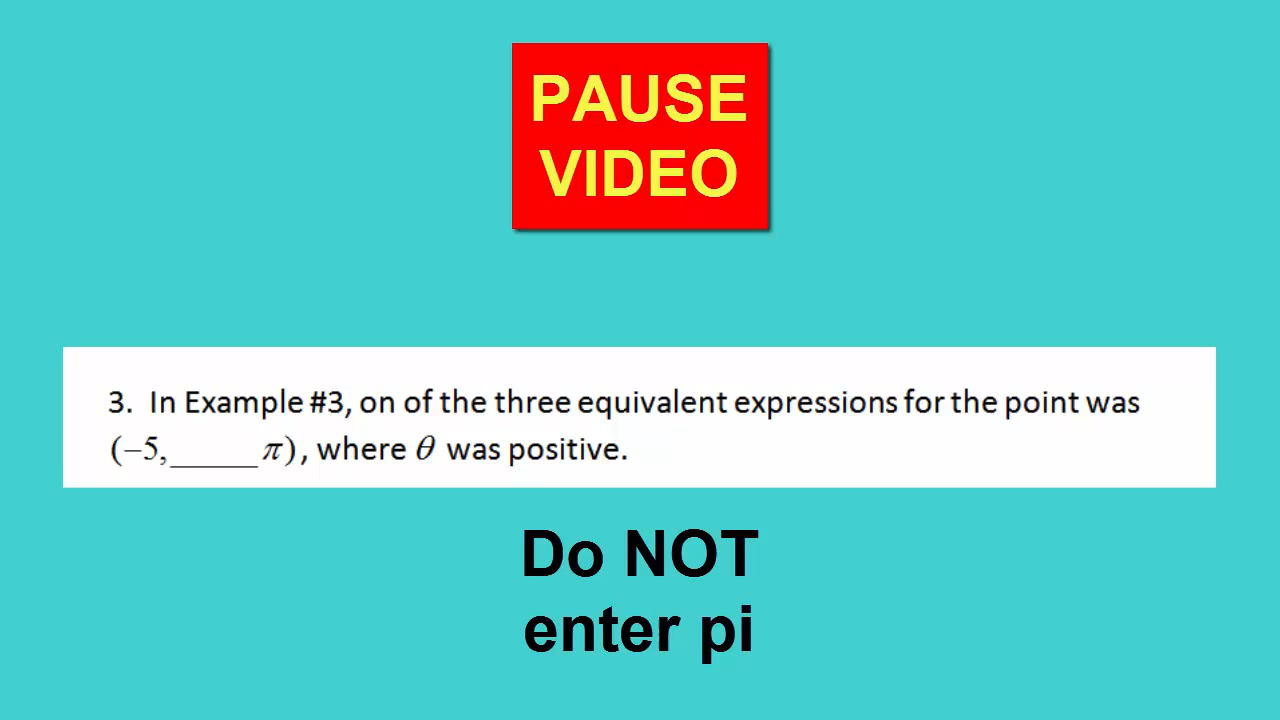 PAUSE
VIDEO
3. In Example #3, on of the three equivalent expressions for the point was
(−5,_____π), where θ was positive.
Do NOT
enter pi